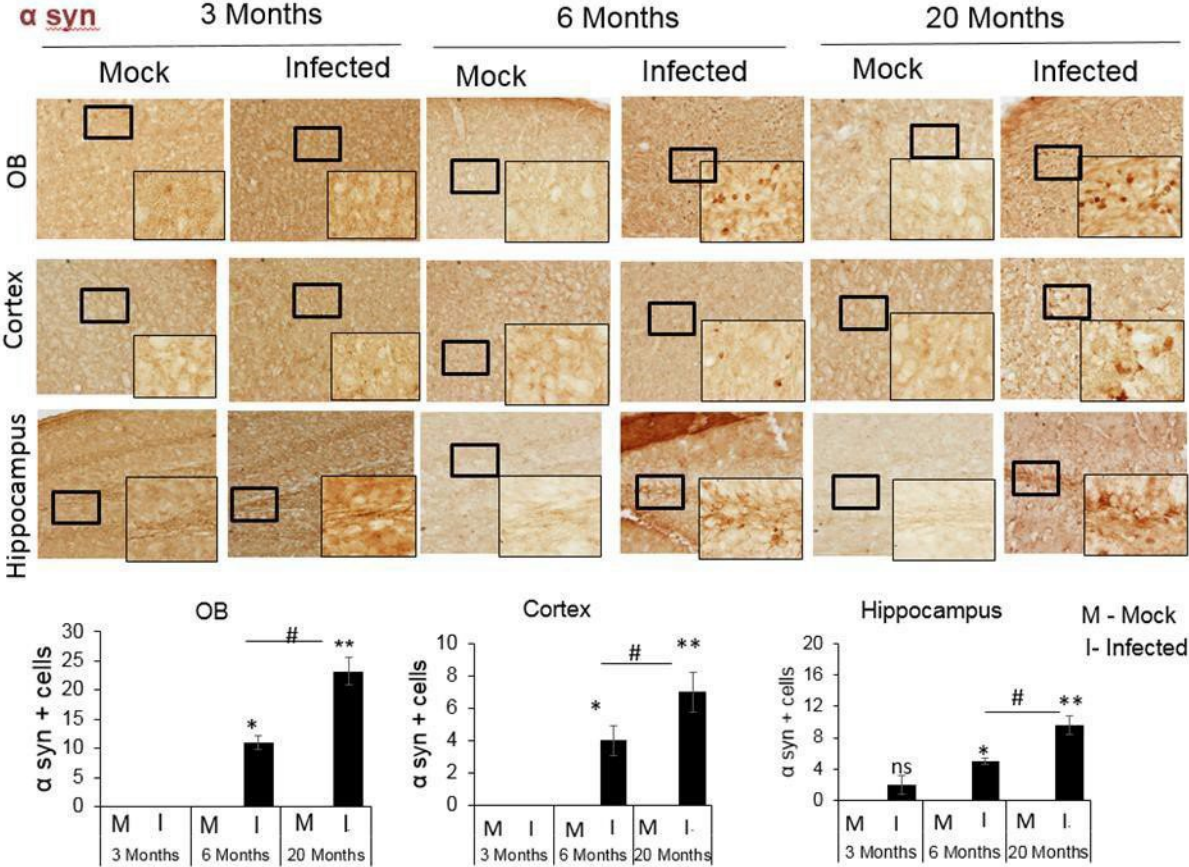 α syn 3 Months 6 Months 20 Months
Mock Infected Mock Infected Mock Infected
OB
Cortex
Hippocampus
OB
α syn + cells
30
25
20
15
10
5
0
*
#
**
M I M I M I.
3 Months 6 Months 20 Months
Cortex
α syn + cells
10
8
6
4
2
0
*
#
**
M I M I M I.
3 Months 6 Months 20 Months
Hippocampus
α syn + cells
20
16
12
8
4
0
ns
*
#
**
M I M I M I.
3 Months 6 Months 20 Months
M - Mock
I- Infected